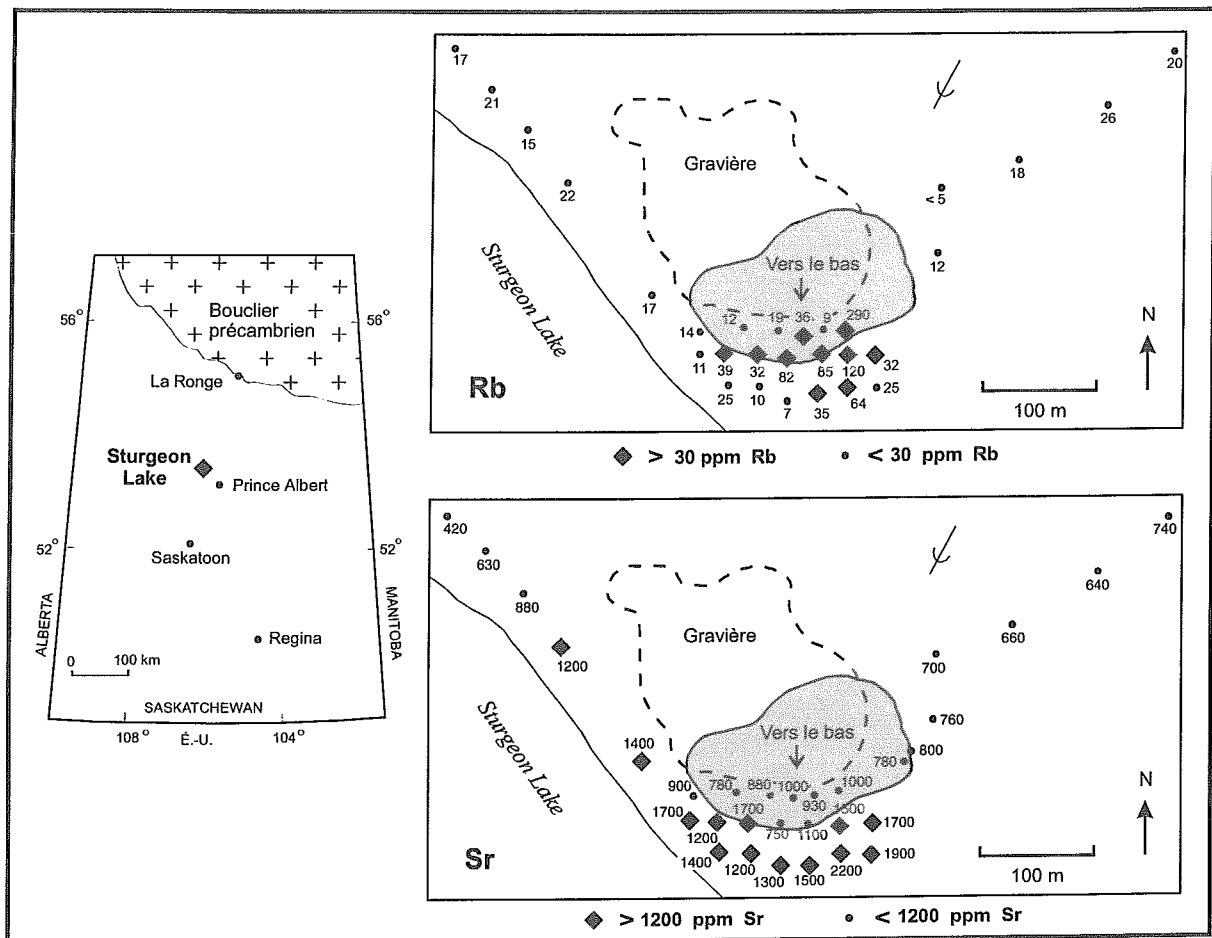 56°
56°
Bouclier
précambrien
La Ronge
Sturgeon
Lake
Prince Albert
52°
52°
Saskatoon
ALBERTA
MANITOBA
Regina
0 100 km
SASKATCHEWAN
108° É.-U. 104°
17
21
15
22
17
14
11
Sturgeon Lake
Gravière
Vers le bas
12 19 36 9 290
39 32 82 85 120 32
25 10 7 35 64 25
20
26
18
< 5
12
Rb
N
100 m
> 30 ppm Rb < 30 ppm Rb
420
630
880
1200
1400
900
1700
Sturgeon Lake
Gravière
Vers le bas
740
640
660
700
760
800
780
780 880 1000 930 1000
1200 1700 750 1100 1500 1700
1400 1200 1300 1500 2200 1900
Sr
N
100 m
> 1200 ppm Sr < 1200 ppm Sr